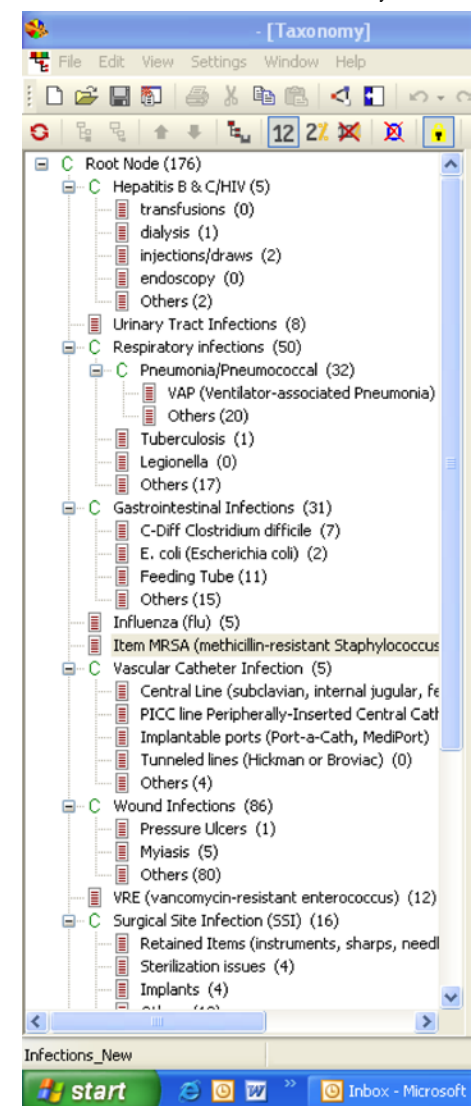 - [Taxonomy]
File Edit View Settings Window Help
12 2%
C Root Node (176)
C Hepatitis B & C/HIV (5)
transfusions (0)
dialysis (1)
injections/draws (2)
endoscopy (0)
Others (2)
Urinary Tract Infections (8)
C Respiratory infections (50)
C Pneumonia/Pneumococcal (32)
VAP (Ventilator-associated Pneumonia)
Others (20)
Tuberculosis (1)
Legionella (0)
Others (17)
C Gastrointestinal Infections (31)
C-Diff Clostridium difficile (7)
E. coli (Escherichia coli) (2)
Feeding Tube (11)
Others (15)
Influenza (flu) (5)
Item MRSA (methicillin-resistant Staphylococcus
C Vascular Catheter Infection (5)
Central Line (subclavian, internal jugular, fe
PICC line Peripherally-Inserted Central Cath
Implantable ports (Port-a-Cath, MediPort)
Tunneled lines (Hickman or Broviac) (0)
Others (4)
C Wound Infections (86)
Pressure Ulcers (1)
Myiasis (5)
Others (80)
VRE (vancomycin-resistant enterococcus) (12)
C Surgical Site Infection (SSI) (16)
Retained Items (instruments, sharps, needl
Sterilization issues (4)
Implants (4)
Infections_New
start Inbox - Microsoft